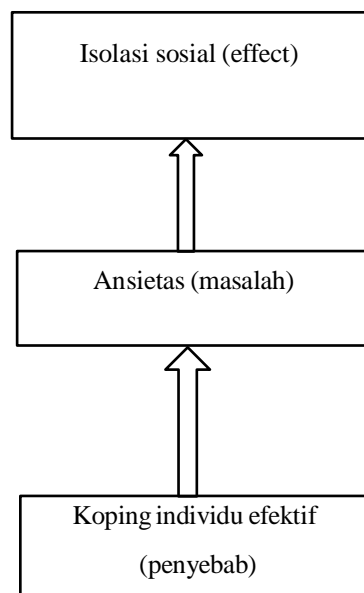 Isolasi sosial (effect)
Ansietas (masalah)
Koping individu efektif
(penyebab)